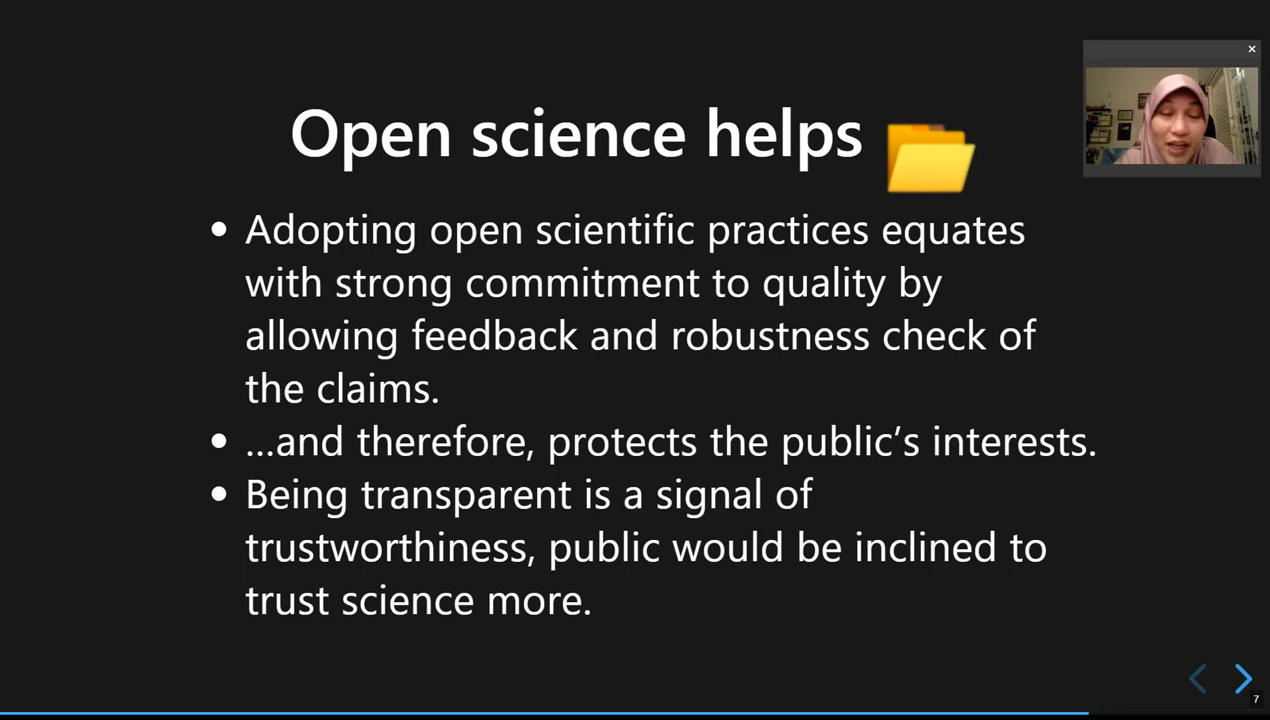 Open science helps
• Adopting open scientific practices equates
with strong commitment to quality by
allowing feedback and robustness check of
the claims.
• …and therefore, protects the public’s interests.
• Being transparent is a signal of
trustworthiness, public would be inclined to
trust science more.
7